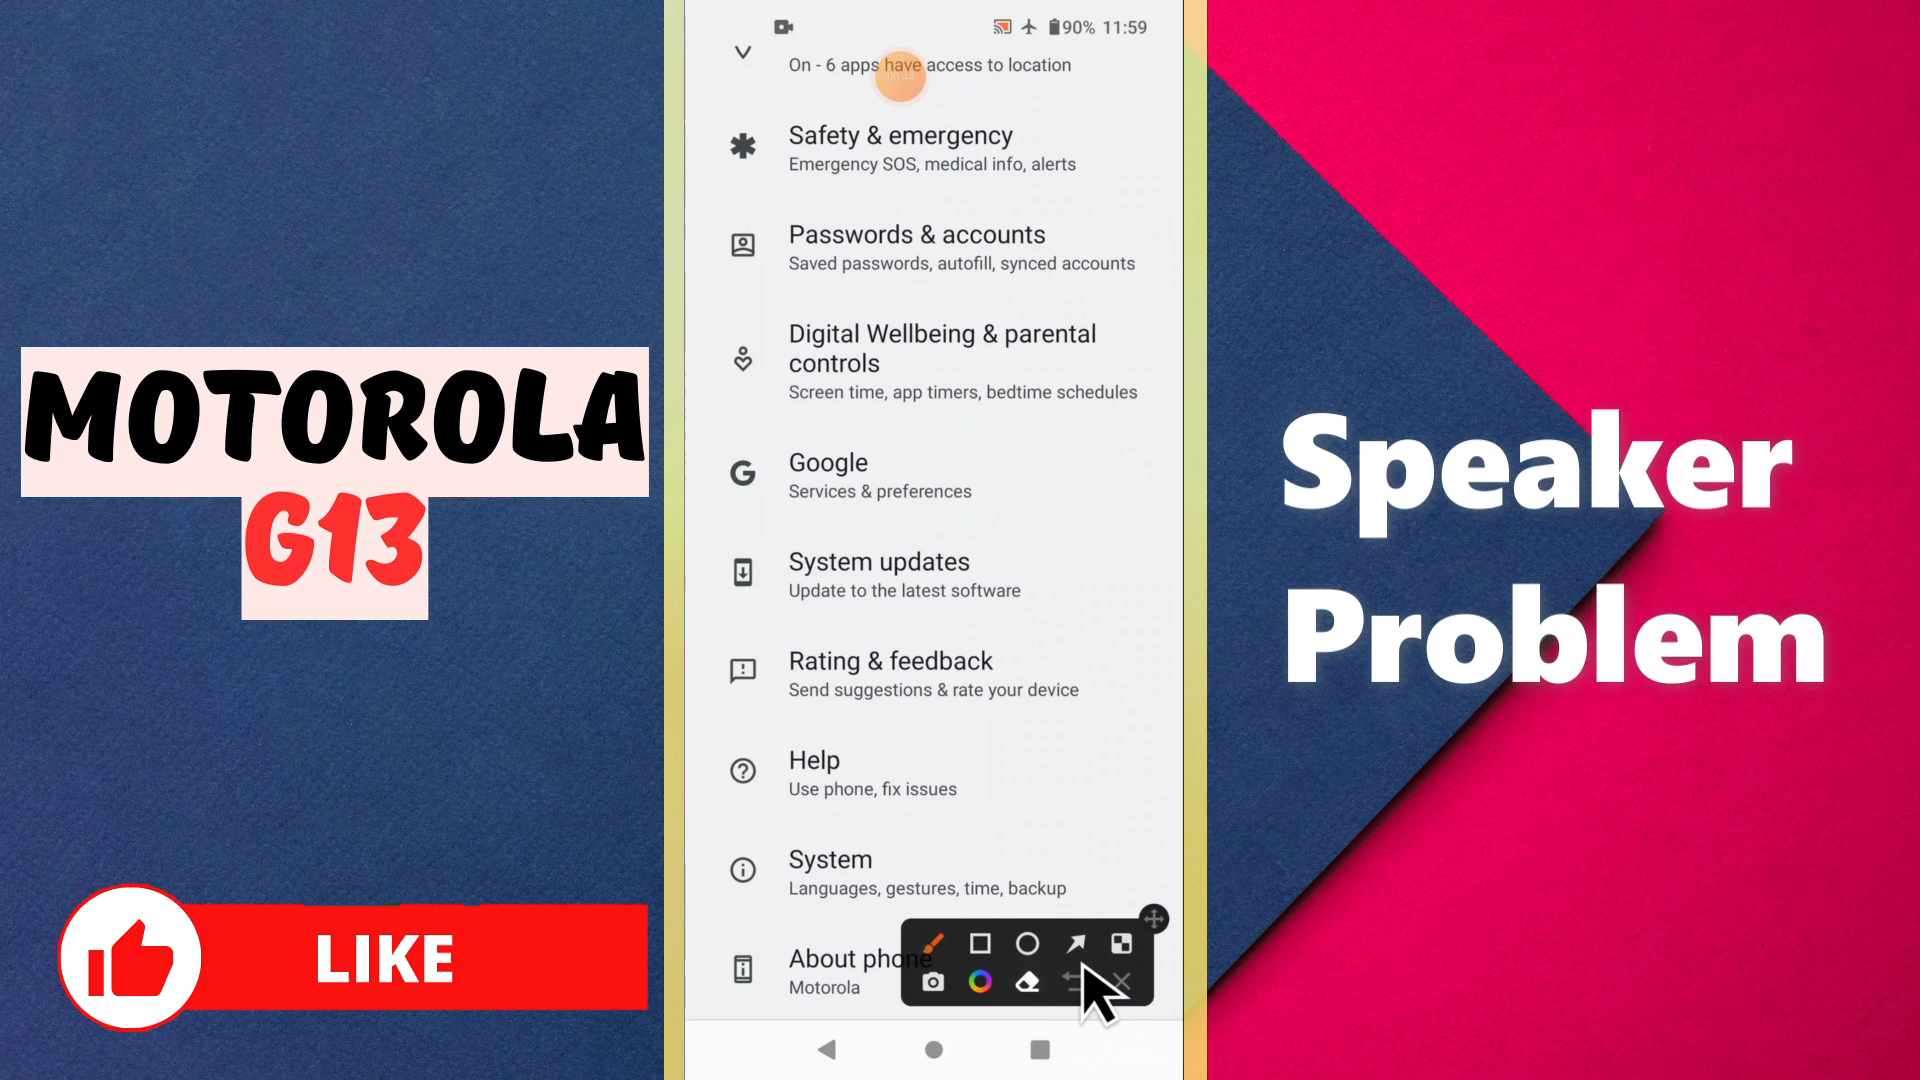 90% 11:59
On - 6 apps have access to location
00:44
Safety & emergency
Emergency SOS, medical info, alerts
Passwords & accounts
Saved passwords, autofill, synced accounts
Digital Wellbeing & parental
controls
Screen time, app timers, bedtime schedules
Google
Services & preferences
System updates
Update to the latest software
Rating & feedback
Send suggestions & rate your device
Help
Use phone, fix issues
System
Languages, gestures, time, backup
About phone
Motorola
MOTOROLA
G13
LIKE
Speaker
Problem